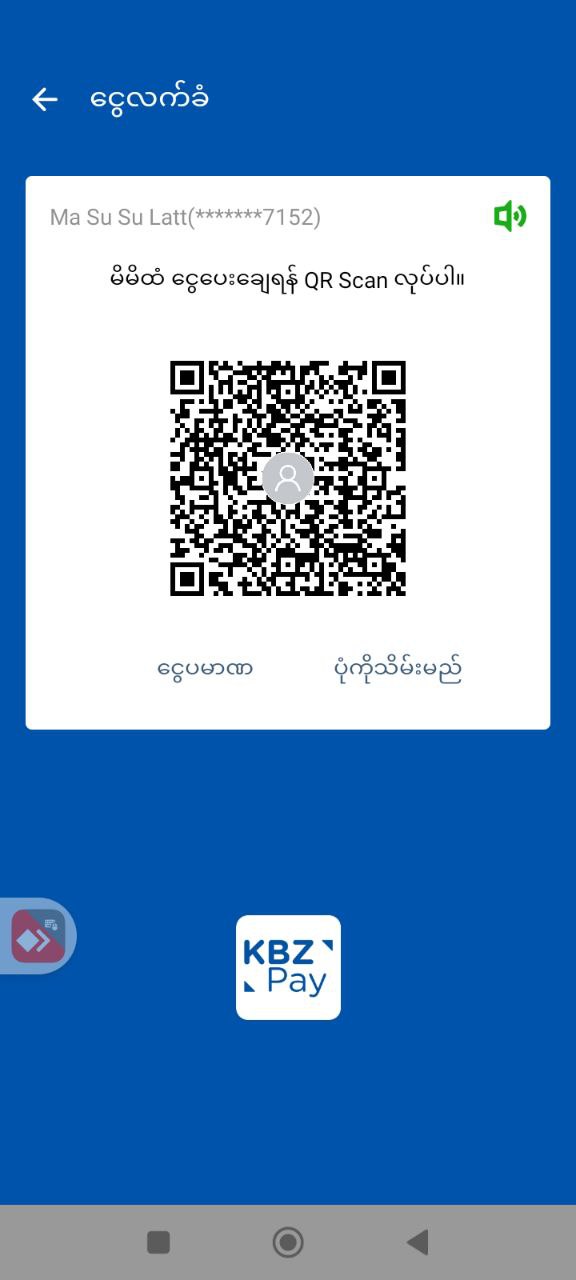 ငွေလက်ခံ
Ma Su Su Latt(*******7152)
မိမိထံ ငွေပေးချေရန် QR Scan လုပ်ပါ။
ငွေပမာဏ
ပုံကိုသိမ်းမည်
KBZ
Pay